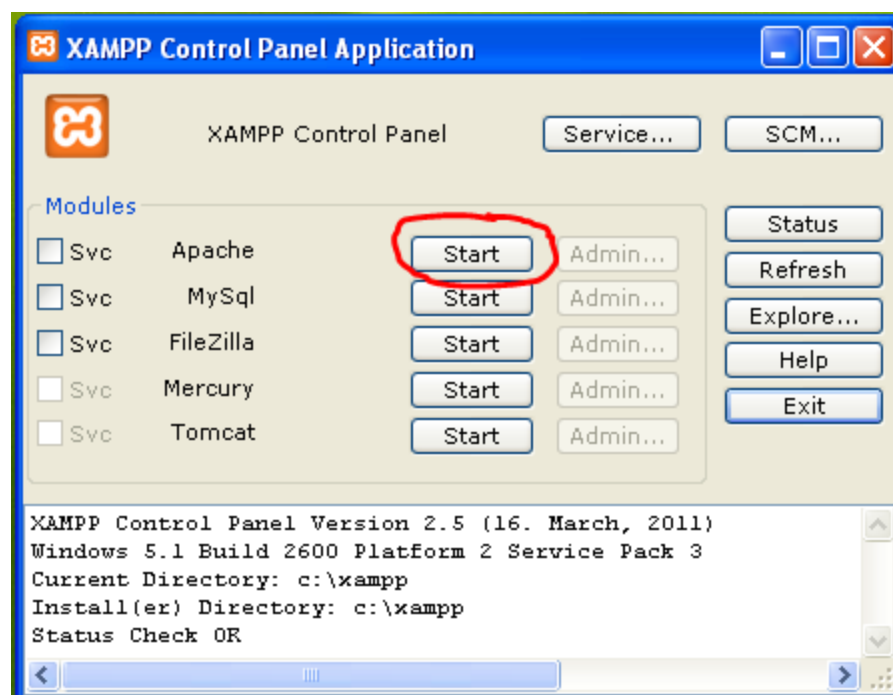 XAMPP Control Panel Application
XAMPP Control Panel Service... SCM...
Modules
Svc Apache Start Admin... Status
Svc MySql Start Admin... Refresh
Svc FileZilla Start Admin... Explore...
Svc Mercury Start Admin... Help
Svc Tomcat Start Admin... Exit
XAMPP Control Panel Version 2.5 (16. March, 2011)
Windows 5.1 Build 2600 Platform 2 Service Pack 3
Current Directory: c:\xampp
Install(er) Directory: c:\xampp
Status Check OK